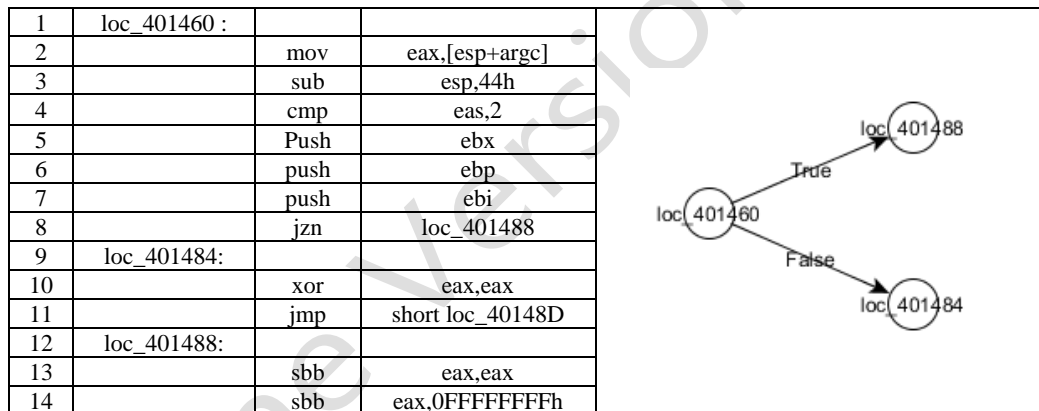 1 loc_401460 :
2 mov eax,[esp+argc]
3 sub esp,44h
4 cmp eas,2
5 Push ebx
6 push ebp
7 push ebi
8 jzn loc_401488
9 loc_401484:
10 xor eax,eax
11 jmp short loc_40148D
12 loc_401488:
13 sbb eax,eax
14 sbb eax,0FFFFFFFFh
loc_401488
True
loc_401460
False
loc_401484